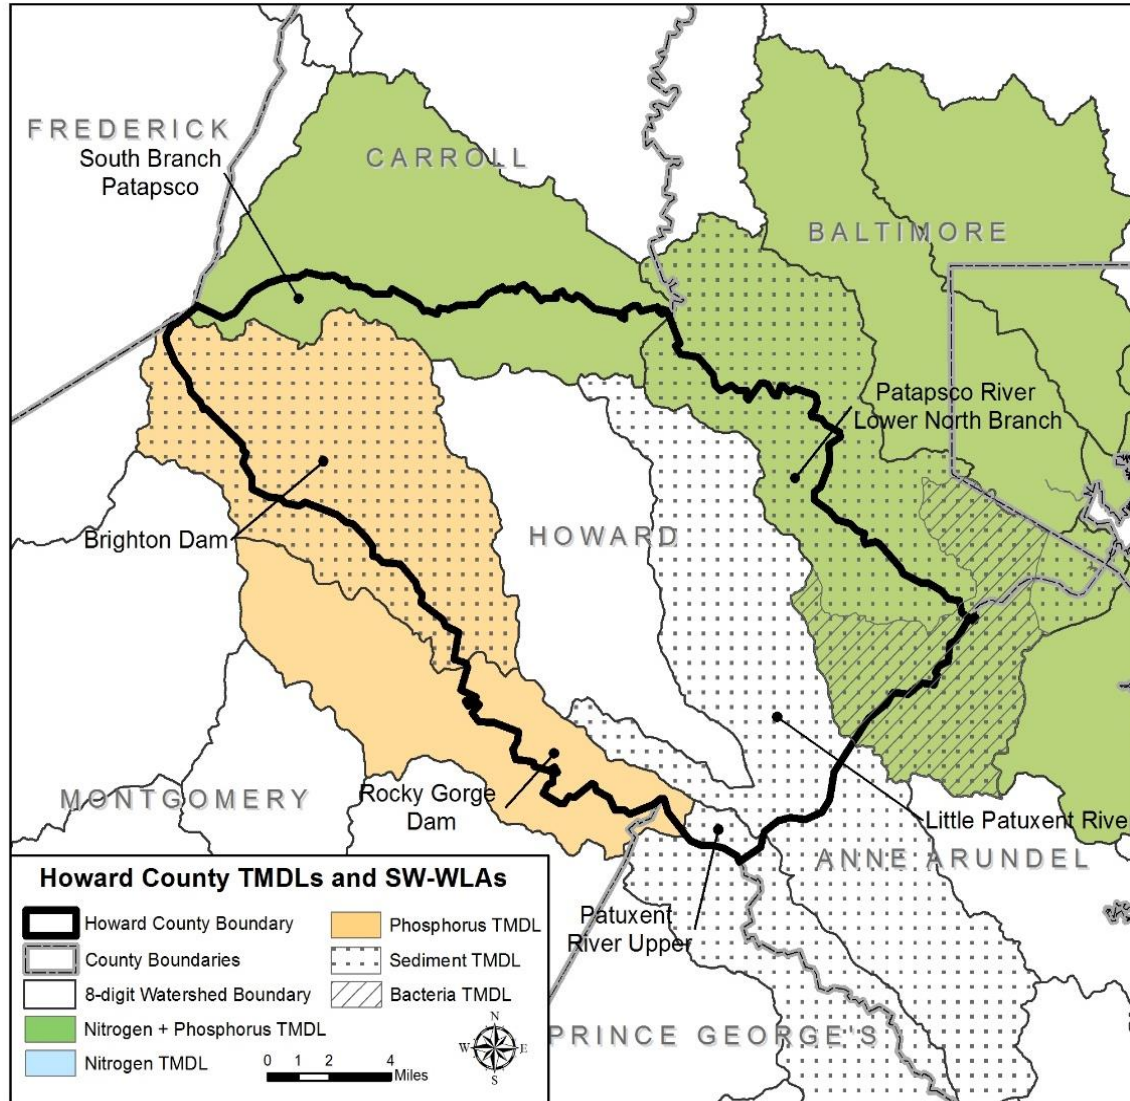 FREDERICK
South Branch
Patapsco
CARROLL
BALTIMORE
Patapsco River
Lower North Branch
HOWARD
Brighton Dam
MONTGOMERY
Rocky Gorge
Dam
Little Patuxent River
ANNE ARUNDEL
Patuxent
River Upper
PRINCE GEORGE'S
Howard County TMDLs and SW-WLAs
Howard County Boundary
County Boundaries
8-digit Watershed Boundary
Nitrogen + Phosphorus TMDL
Nitrogen TMDL
Phosphorus TMDL
Sediment TMDL
Bacteria TMDL
N
W E
S
0 1 2 4
Miles